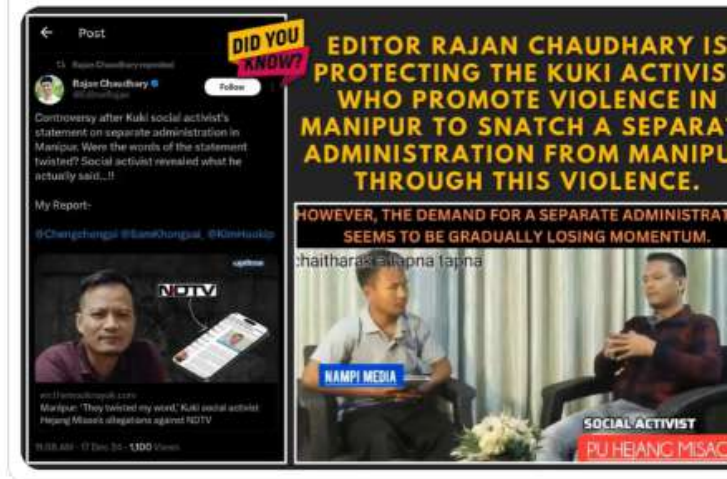 Post
Rajan Chaudhary reposted
Rajan Chaudhary
Follow
Controversy after Kuki social activist's
statement on separate administration in
Manipur. Were the words of the statement
twisted? Social activist revealed what he
actually said...!!
My Report-
@SamKhongsai, @KimHaokip
NDTV
Manipur: 'They twisted my word,' Kuki social activist
Hejang Misao's allegations against NDTV
11:08 AM · 17 Dec 24 · 1,100 Views
DID YOU
KNOW?
EDITOR RAJAN CHAUDHARY IS
PROTECTING THE KUKI ACTIVIS
WHO PROMOTE VIOLENCE IN
MANIPUR TO SNATCH A SEPARA
ADMINISTRATION FROM MANIPU
THROUGH THIS VIOLENCE.
HOWEVER, THE DEMAND FOR A SEPARATE ADMINISTRAT
SEEMS TO BE GRADUALLY LOSING MOMENTUM.
tapna
NAMPI MEDIA
SOCIAL ACTIVIST
PU HEJANG MISAO